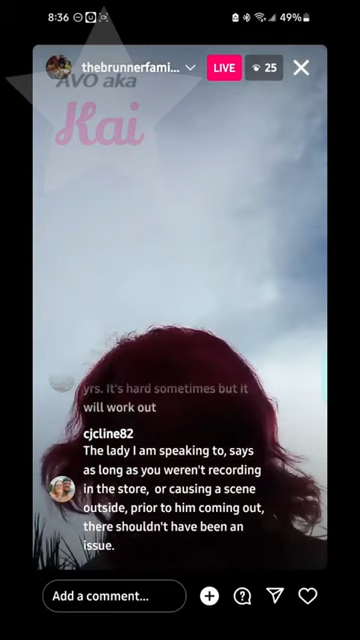 8:36
49%
thebrunnerfami...
LIVE
25
AVO aka
Kai
yrs. It's hard sometimes but it
will work out
cjcline82
The lady I am speaking to, says
as long as you weren't recording
in the store, or causing a scene
outside, prior to him coming out,
there shouldn't have been an
issue.
Add a comment...